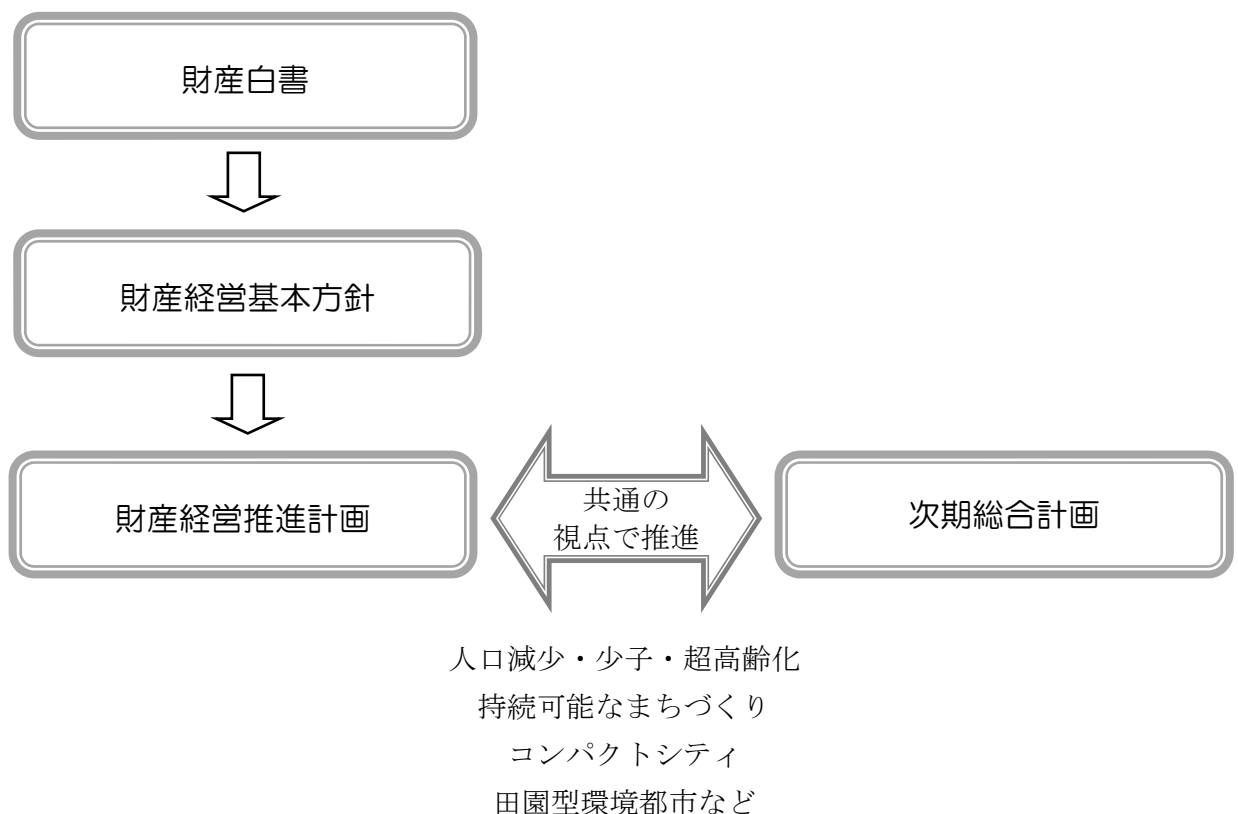 財産白書
財産経営基本方針
財産経営推進計画
共通の
視点で推進
次期総合計画
人口減少・少子・超高齢化
持続可能なまちづくり
コンパクトシティ
田園型環境都市など